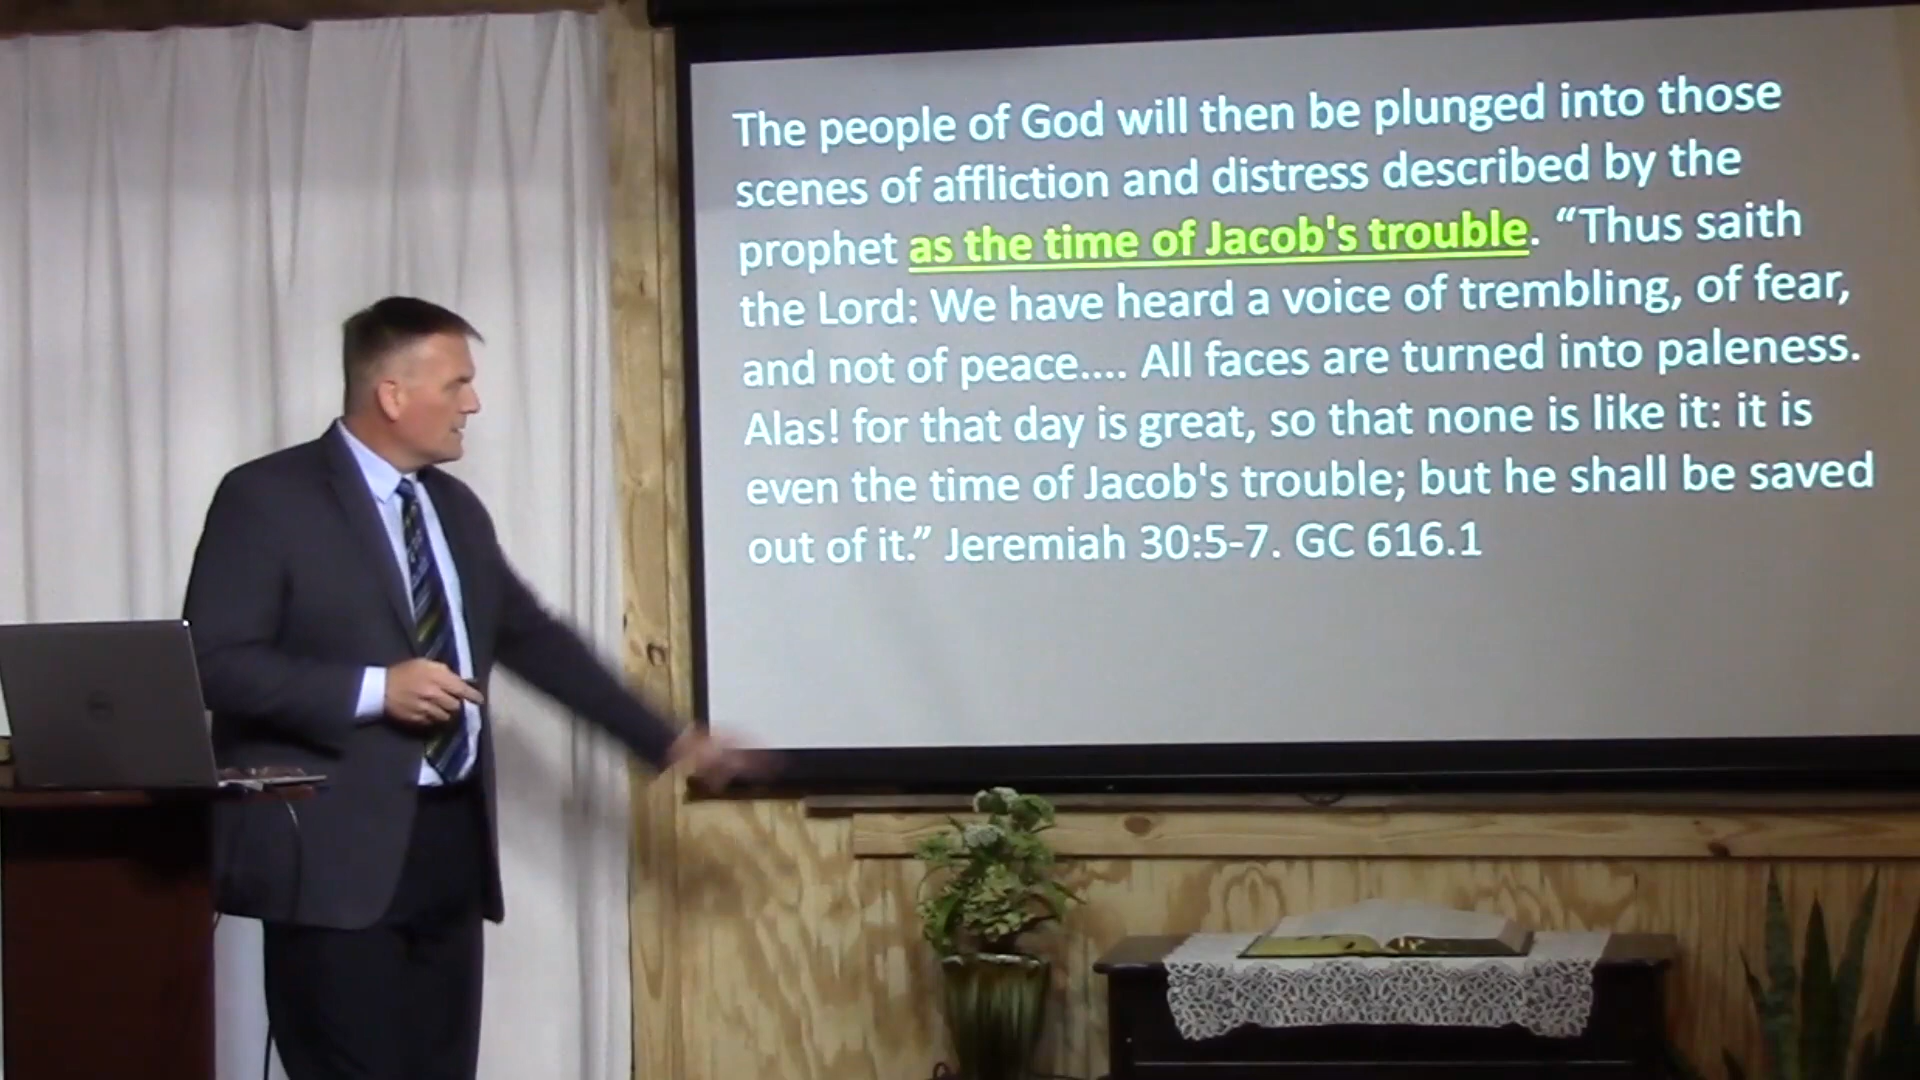 The people of God will then be plunged into those
scenes of affliction and distress described by the
prophet as the time of Jacob's trouble. “Thus saith
the Lord: We have heard a voice of trembling, of fear,
and not of peace.... All faces are turned into paleness.
Alas! for that day is great, so that none is like it: it is
even the time of Jacob's trouble; but he shall be saved
out of it.” Jeremiah 30:5-7. GC 616.1